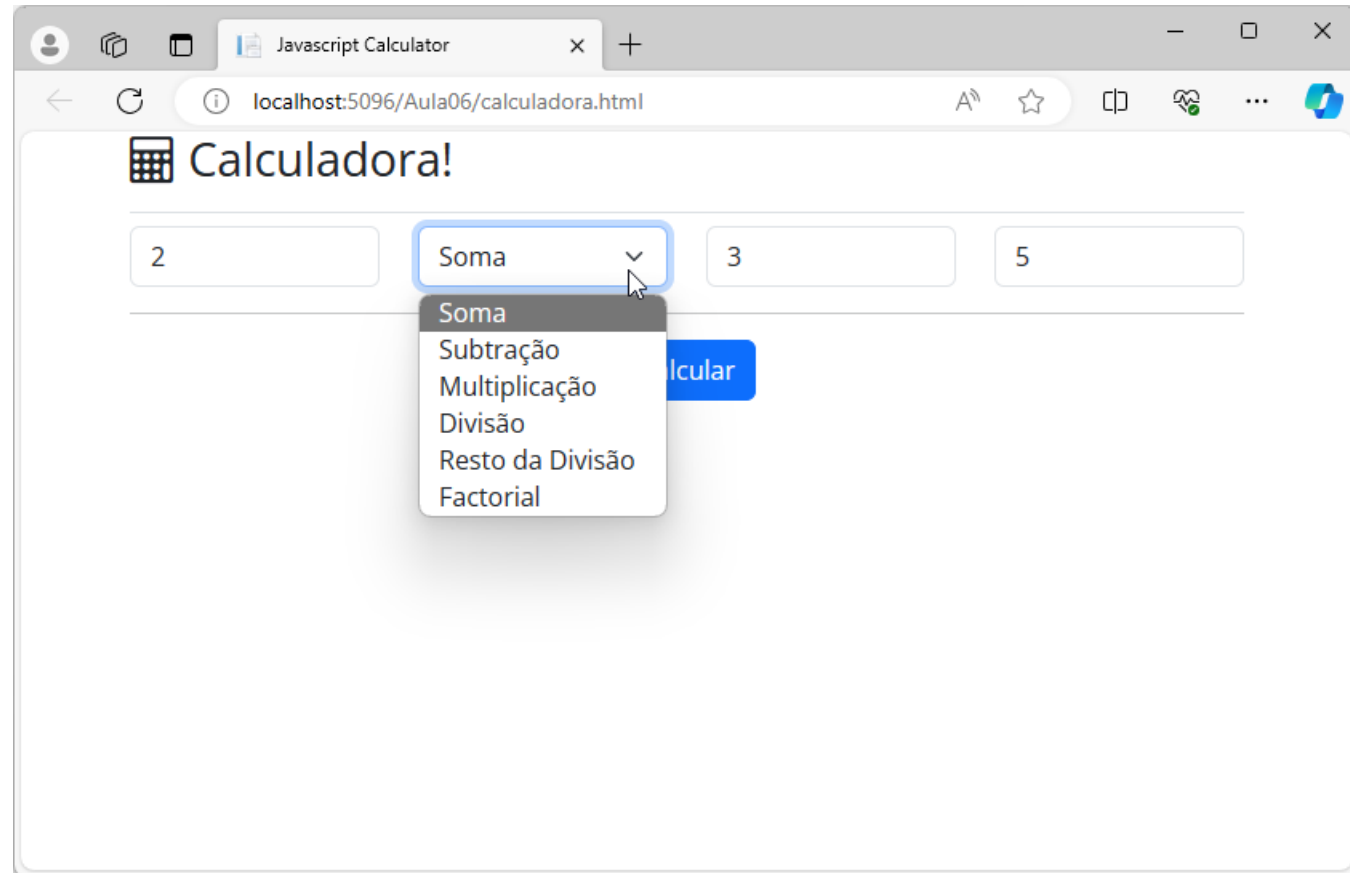 Javascript Calculator
localhost:5096/Aula06/calculadora.html
Calculadora!
2 Soma 3 5
Soma
Subtração
lcular
Multiplicação
Divisão
Resto da Divisão
Factorial